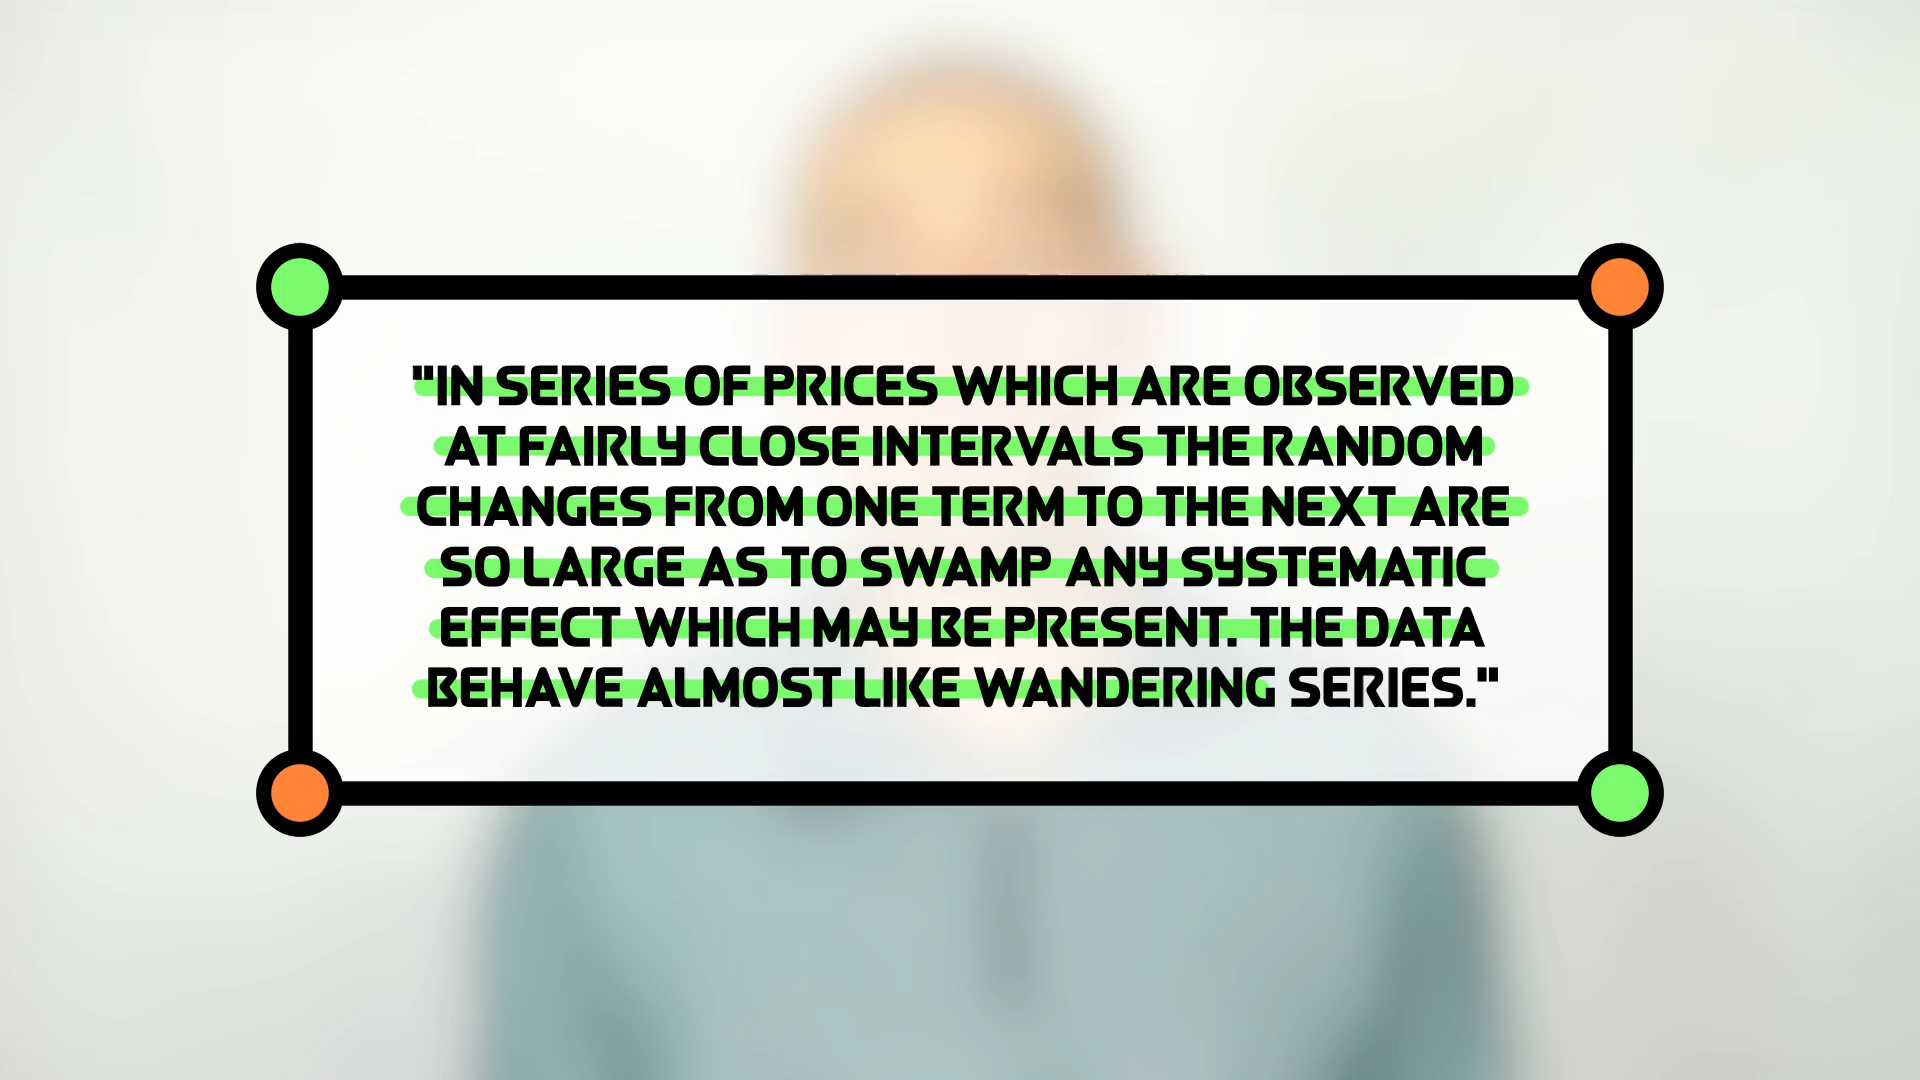 "IN SERIES OF PRICES WHICH ARE OBSERVED
AT FAIRLY CLOSE INTERVALS THE RANDOM
CHANGES FROM ONE TERM TO THE NEXT ARE
SO LARGE AS TO SWAMP ANY SYSTEMATIC
EFFECT WHICH MAY BE PRESENT. THE DATA
BEHAVE ALMOST LIKE WANDERING SERIES."